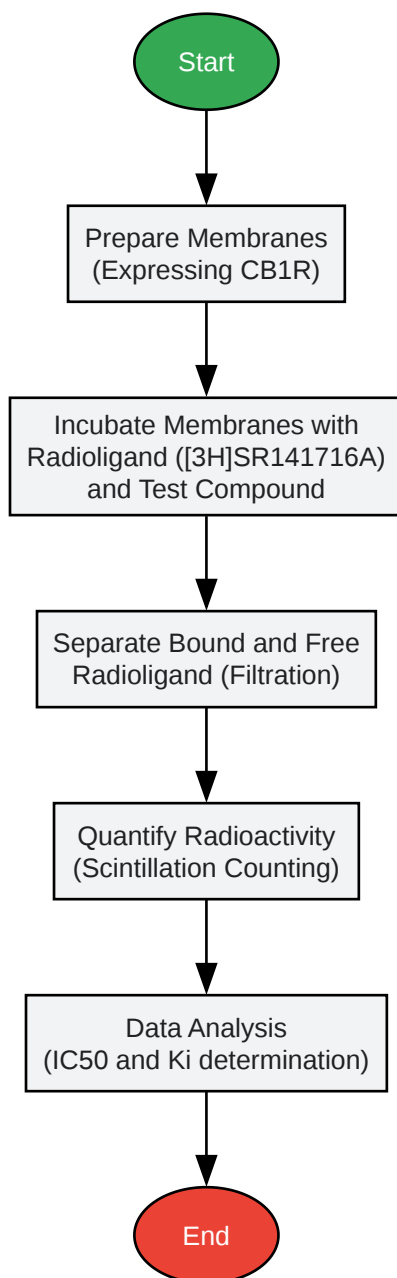 Start
Prepare Membranes
(Expressing CB1R)
Incubate Membranes with
Radioligand ([3H]SR141716A)
and Test Compound
Separate Bound and Free
Radioligand (Filtration)
Quantify Radioactivity
(Scintillation Counting)
Data Analysis
(IC50 and Ki determination)
End